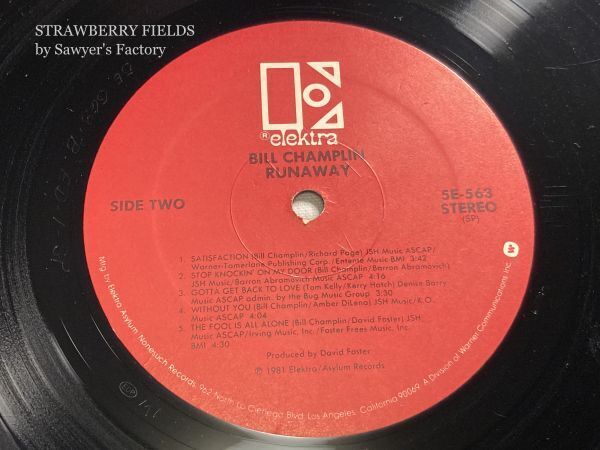 STRAWBERRY FIELDS
by Sawyer's Factory
® elektra
BILL CHAMPLIN
RUNAWAY
SIDE TWO
5E-563
STEREO
(SP)
1. SATISFACTION (Bill Champlin/Richard Page) JSH Music ASCAP/
Warner-Tamerlane Publishing Corp./Entente Music BMI 3:42
2. STOP KNOCKIN' ON MY DOOR (Bill Champlin/Barron Abramovitch)
JSH Music/Barron Abramovitch Music ASCAP 4:16
3. GOTTA GET BACK TO LOVE (Tom Kelly/Kerry Hatch) Denise Barry
Music ASCAP admin. by the Bug Music Group 3:30
4. WITHOUT YOU (Bill Champlin/Amber DiLena) JSH Music/K.O.
Music ASCAP 4:04
5. THE FOOL IS ALL ALONE (Bill Champlin/David Foster) JSH
Music ASCAP/Irving Music, Inc./Foster Frees Music, Inc.
BMI 4:30
Produced by David Foster
℗ 1981 Elektra/Asylum Records
Mfg. by Elektra/Asylum/Nonesuch Records, 962 North La Cienega Blvd. Los Angeles, California 90069. A Division of Warner Communications Inc.